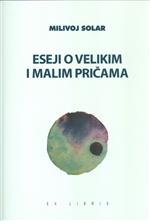 MILIVOJ SOLAR
ESEJI O VELIKIM
I MALIM PRIČAMA
EX LIBRIS